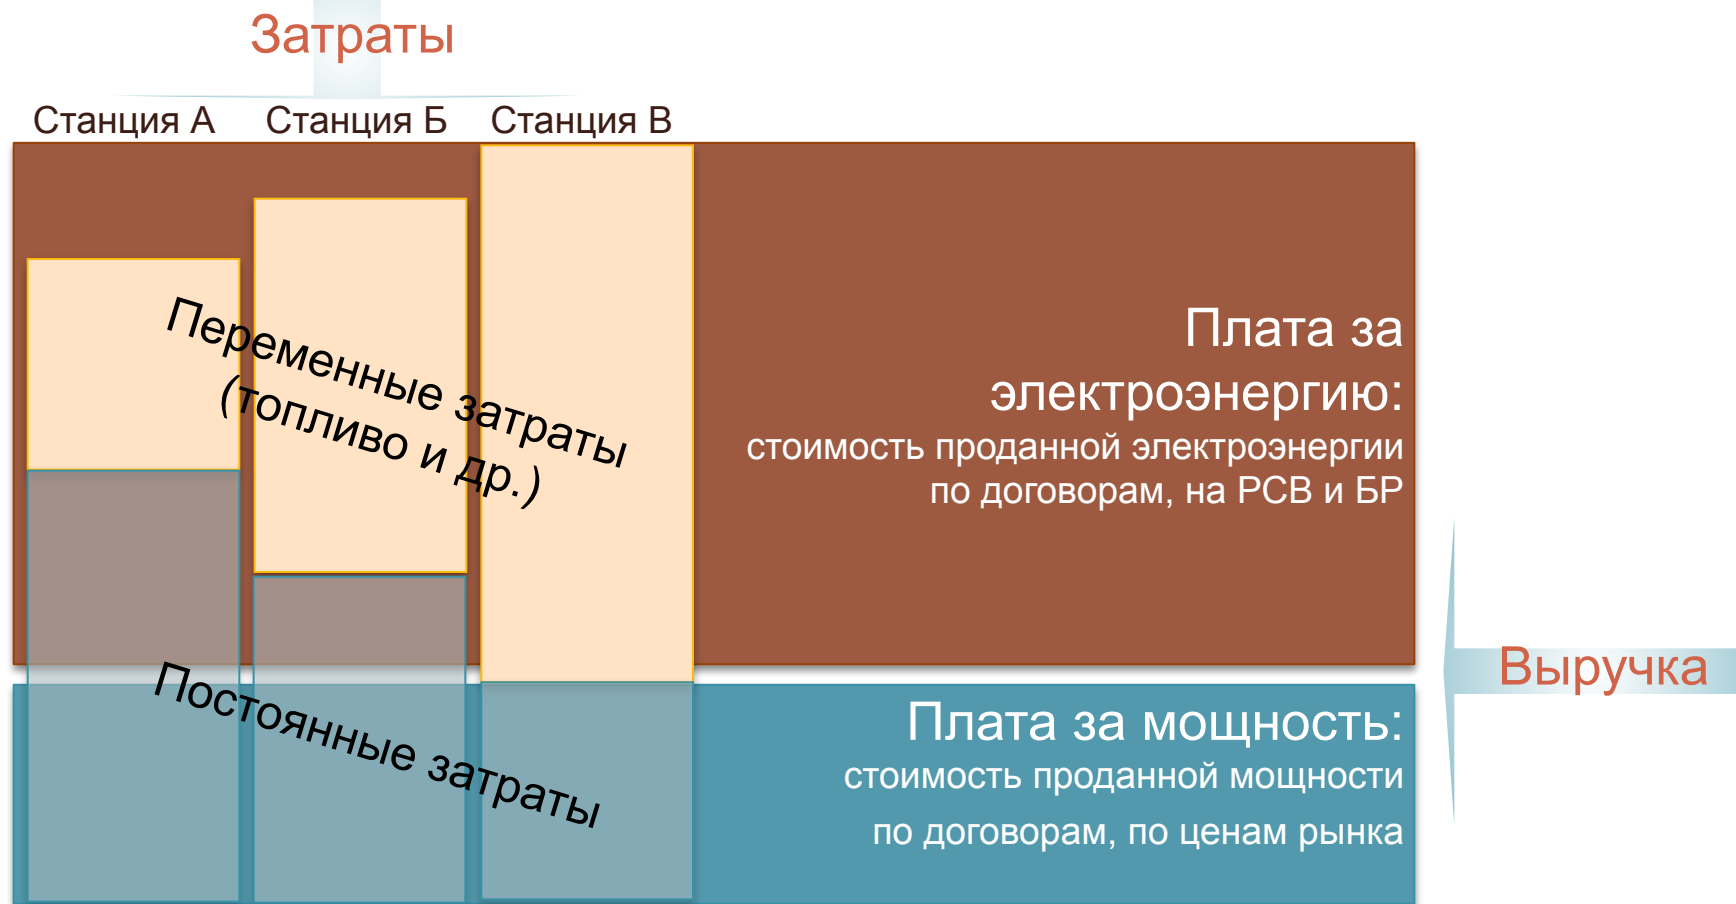 Затраты
Станция А
Станция Б
Станция В
Переменные затраты
(топливо и др.)
Постоянные затраты
Плата за
электроэнергию:
стоимость проданной электроэнергии
по договорам, на РСВ и БР
Выручка
Плата за мощность:
стоимость проданной мощности
по договорам, по ценам рынка